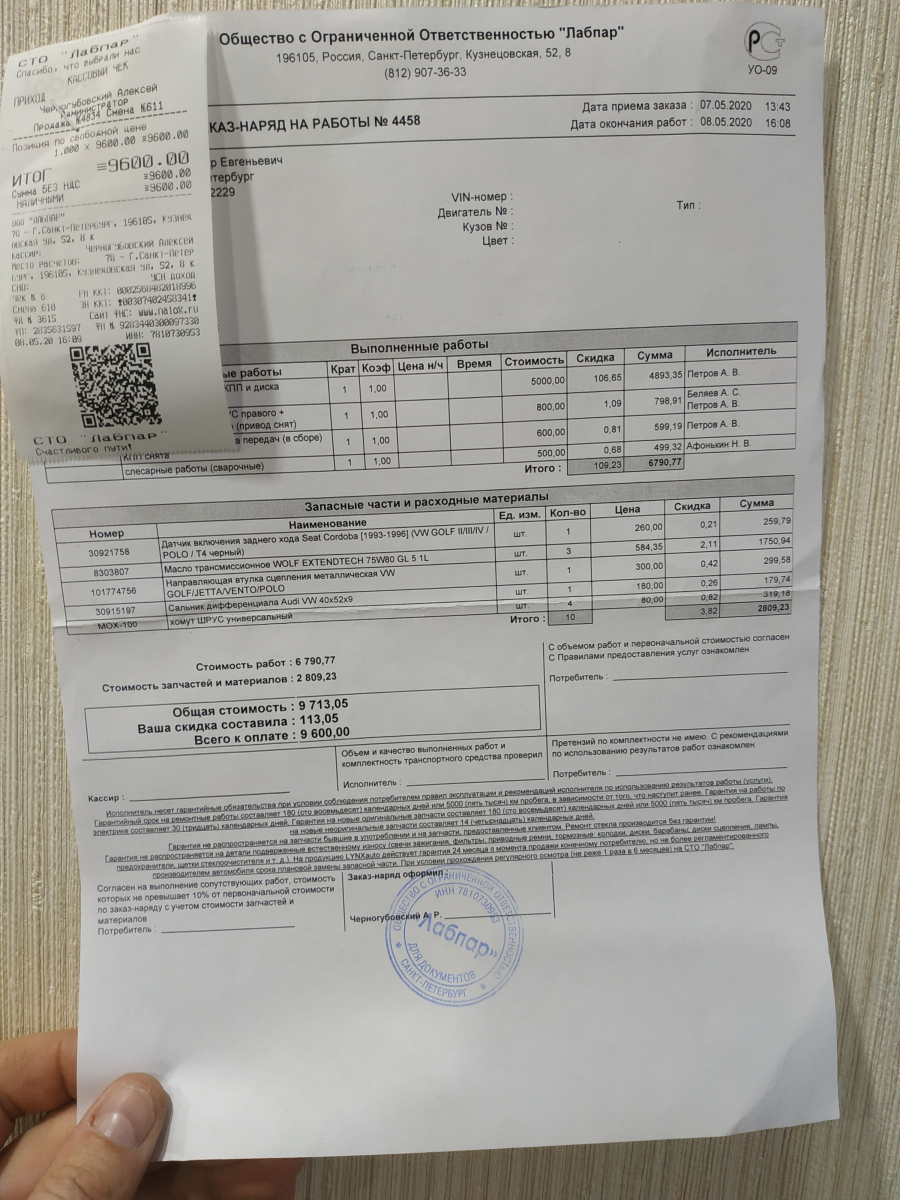 СТО "Лабпар"
Спасибо, что выбрали нас
КАССОВЫЙ ЧЕК
ПРИХОД
Черногубовский Алексей
Администратор
Продажа №4834 Смена №611
Позиция по свободной цене
1.000 × 9600.00 ≡9600.00
ИТОГ ≡9600.00
Сумма БЕЗ НДС ≡9600.00
НАЛИЧНЫМИ ≡9600.00
ООО "ЛАБПАР"
78 - Г.Санкт-Петербург, 196105, Кузнец
овская ул, 52, 8 к
Кассир: Черногубовский Алексей
Место Расчетов: 78 - Г.Санкт-Петер
бург, 196105, Кузнецовская ул, 52, 8 к
СНО: УСН ДОХОД
Чек № 6 РН ККТ: 0002568482018996
Смена 610 ЗН ККТ: ↑00307402458341↑
ФД № 3615 Сайт ФНС: www.nalog.ru
ФП: 2835631597 ФН № 9283440300097330
08.05.20 16:09 ИНН: 7810730953
СТО "Лабпар"
Счастливого пути!
Общество с Ограниченной Ответственностью "Лабпар"
196105, Россия, Санкт-Петербург, Кузнецовская, 52, 8
(812) 907-36-33
РС
УО-09
КАЗ-НАРЯД НА РАБОТЫ № 4458
Дата приема заказа : 07.05.2020 13:43
Дата окончания работ : 08.05.2020 16:08
р Евгеньевич
тербург
2229
VIN-номер :
Двигатель № :
Кузов № :
Цвет :
Тип :
Выполненные работы
ые работы Крат Коэф Цена н/ч Время Стоимость Скидка Сумма Исполнитель
КПП и диска 1 1,00 5000,00 106,65 4893,35 Петров А. В.
УС правого +
(привод снят) 1 1,00 800,00 1,09 798,91 Беляев А. С.
Петров А. В.
а передач (в сборе) 1 1,00 600,00 0,81 599,19 Петров А. В.
КПП снята
слесарные работы (сварочные) 1 1,00 500,00 0,68 499,32 Афонькин Н. В.
Итого : 109,23 6790,77
Запасные части и расходные материалы
Номер Наименование Ед. изм. Кол-во Цена Скидка Сумма
30921758 Датчик включения заднего хода Seat Cordoba [1993-1996] (VW GOLF II/III/IV /
POLO / T4 черный) шт. 1 260,00 0,21 259,79
8303807 Масло трансмиссионное WOLF EXTENDTECH 75W80 GL 5 1L шт. 3 584,35 2,11 1750,94
101774756 Направляющая втулка сцепления металлическая VW
GOLF/JETTA/VENTO/POLO шт. 1 300,00 0,42 299,58
30915197 Сальник дифференциала Audi VW 40x52x9 шт. 1 180,00 0,26 179,74
MOX-100 хомут ШРУС универсальный шт. 4 80,00 0,82 319,18
Итого : 10 3,82 2809,23
Стоимость работ : 6 790,77
Стоимость запчастей и материалов : 2 809,23
Общая стоимость : 9 713,05
Ваша скидка составила : 113,05
Всего к оплате : 9 600,00
С объемом работ и первоначальной стоимостью согласен
С Правилами предоставления услуг ознакомлен
Потребитель :
Кассир :
Объем и качество выполненных работ и
комплектность транспортного средства проверил
Исполнитель :
Претензий по комплектности не имею. С рекомендациями
по использованию результатов работ ознакомлен
Потребитель :
Исполнитель несет гарантийные обязательства при условии соблюдения потребителем правил эксплуатации и рекомендаций исполнителя по использованию результатов работы (услуги).
Гарантийный срок на ремонтные работы составляет 180 (сто восемьдесят) календарных дней или 5000 (пять тысяч) км пробега, в зависимости от того, что наступит ранее. Гарантия на работы по
электрике составляет 30 (тридцать) календарных дней. Гарантия на новые оригинальные запчасти составляет 180 (сто восемьдесят) календарных дней или 5000 (пять тысяч) км пробега. Гарантия
на новые неоригинальные запчасти составляет 14 (четырнадцать) календарных дней.
Гарантия не распространяется на запчасти бывшие в употреблении и на запчасти, предоставленные клиентом. Ремонт стекла производится без гарантии!
Гарантия не распространяется на детали подверженные естественному износу (свечи зажигания, фильтры, приводные ремни, тормозные, колодки, диски, барабаны; диски сцепления, лампы,
предохранители, щетки стеклоочистителя и т. д.). На продукцию LYNXauto действует гарантия 24 месяца с момента продажи конечному потребителю, но не более регламентированного
производителем автомобиля срока плановой замены запасной части. При условии прохождения регулярного осмотра (не реже 1 раза в 6 месяцев) на СТО "Лабпар".
Согласен на выполнение сопутствующих работ, стоимость
которых не превышает 10% от первоначальной стоимости
по заказ-наряду с учетом стоимости запчастей и
материалов
Потребитель :
Заказ-наряд оформил :
Черногубовский А. Р.
ОБЩЕСТВО С ОГРАНИЧЕННОЙ ОТВЕТСТВЕННОСТЬЮ
ИНН 7810730953
"Лабпар"
ДЛЯ ДОКУМЕНТОВ
САНКТ-ПЕТЕРБУРГ